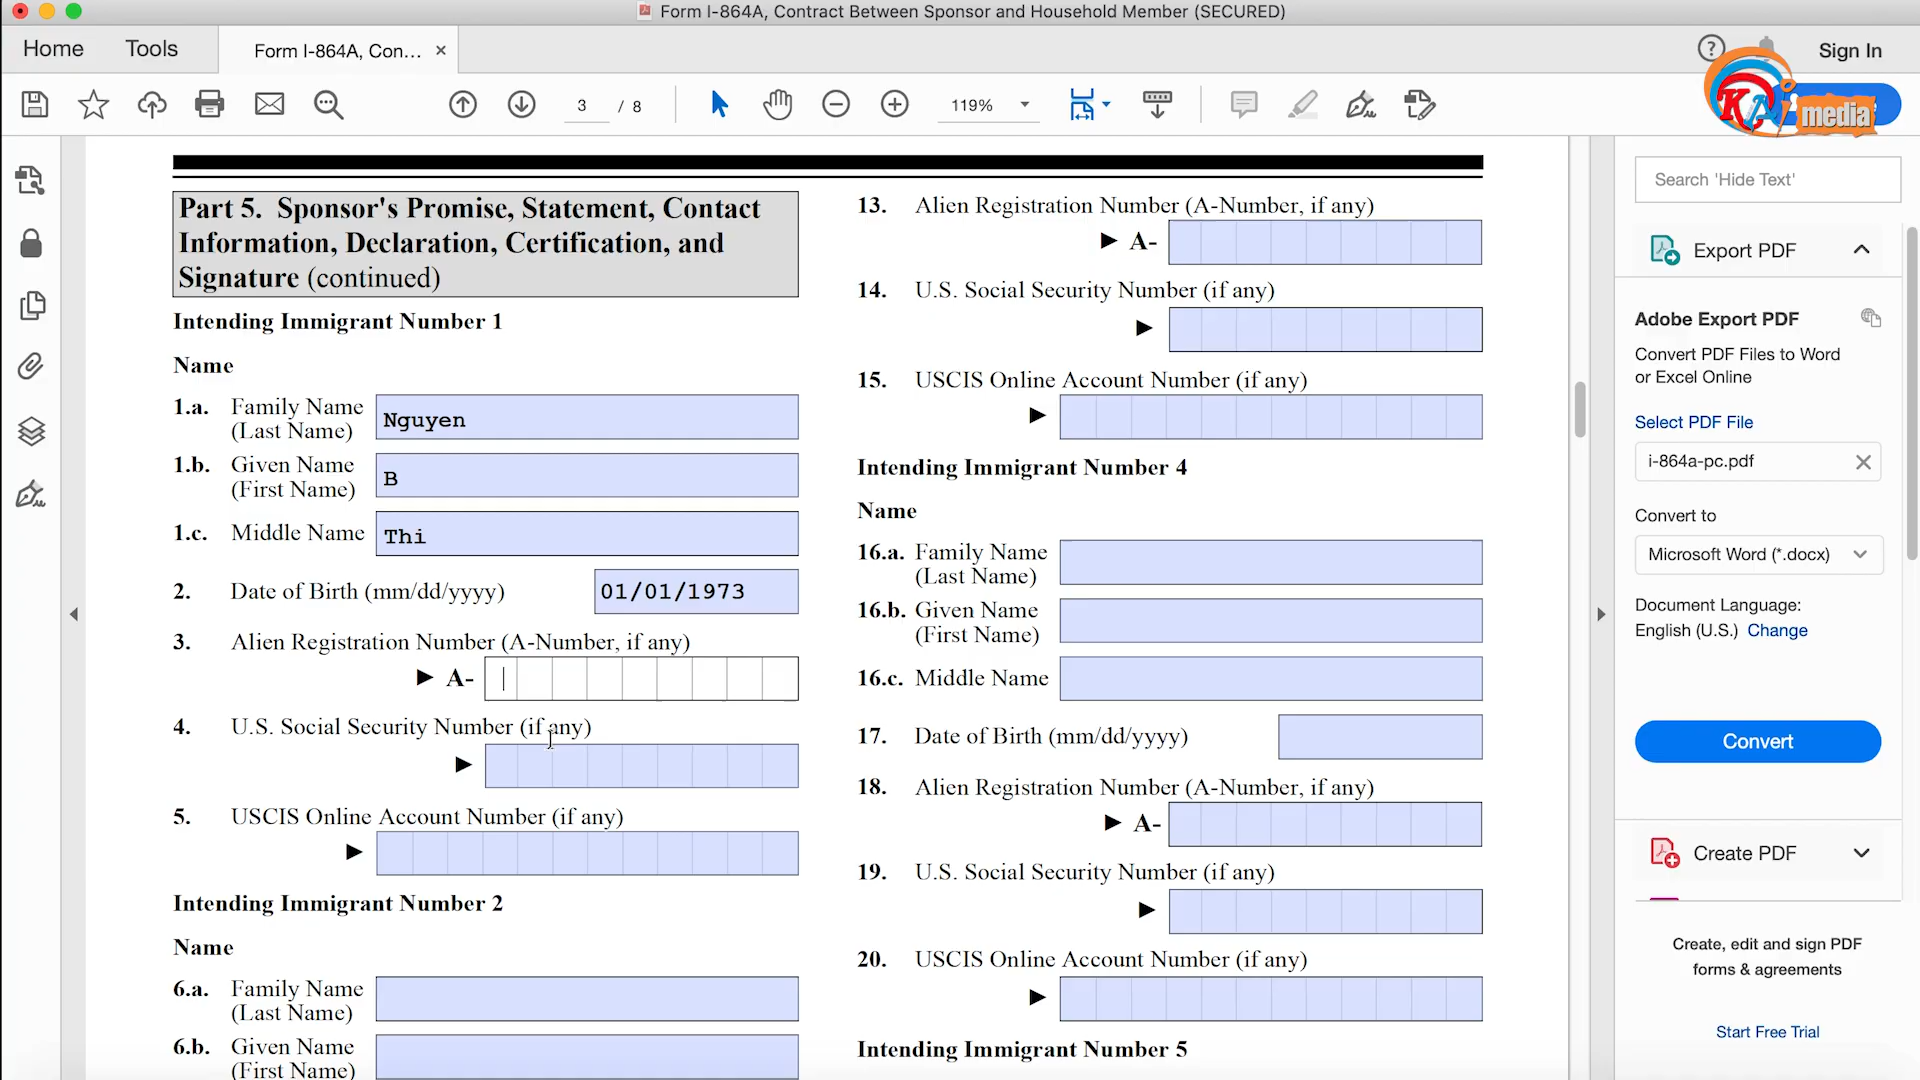 Form I-864A, Contract Between Sponsor and Household Member (SECURED)
Home
Tools
Form I-864A, Con... ×
Sign In
3 / 8
119%
KAI media
Part 5. Sponsor's Promise, Statement, Contact
Information, Declaration, Certification, and
Signature (continued)
Intending Immigrant Number 1
Name
1.a. Family Name
(Last Name)
Nguyen
1.b. Given Name
(First Name)
B
1.c. Middle Name
Thi
2. Date of Birth (mm/dd/yyyy)
01/01/1973
3. Alien Registration Number (A-Number, if any)
► A-
4. U.S. Social Security Number (if any)
►
5. USCIS Online Account Number (if any)
►
Intending Immigrant Number 2
Name
6.a. Family Name
(Last Name)
6.b. Given Name
(First Name)
13. Alien Registration Number (A-Number, if any)
► A-
14. U.S. Social Security Number (if any)
►
15. USCIS Online Account Number (if any)
►
Intending Immigrant Number 4
Name
16.a. Family Name
(Last Name)
16.b. Given Name
(First Name)
16.c. Middle Name
17. Date of Birth (mm/dd/yyyy)
18. Alien Registration Number (A-Number, if any)
► A-
19. U.S. Social Security Number (if any)
►
20. USCIS Online Account Number (if any)
►
Intending Immigrant Number 5
Search 'Hide Text'
Export PDF
Adobe Export PDF
Convert PDF Files to Word
or Excel Online
Select PDF File
i-864a-pc.pdf
Convert to
Microsoft Word (*.docx)
Document Language:
English (U.S.) Change
Convert
Create PDF
Create, edit and sign PDF
forms & agreements
Start Free Trial